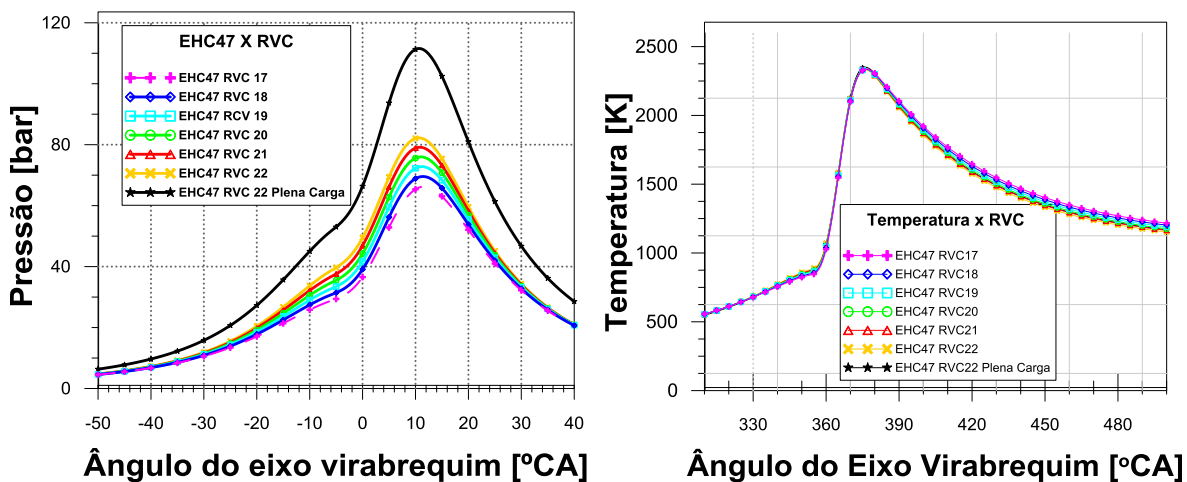 EHC47 X RVC
EHC47 RVC 17
EHC47 RVC 18
EHC47 RCV 19
EHC47 RVC 20
EHC47 RVC 21
EHC47 RVC 22
EHC47 RVC 22 Plena Carga
Pressão [bar]
120
80
40
0
-50 -40 -30 -20 -10 0 10 20 30 40
Ângulo do eixo virabrequim [ºCA]
Temperatura [K]
2500
2000
1500
1000
500
0
Temperatura x RVC
EHC47 RVC17
EHC47 RVC18
EHC47 RVC19
EHC47 RVC20
EHC47 RVC21
EHC47 RVC22
EHC47 RVC22 Plena Carga
330 360 390 420 450 480
Ângulo do Eixo Virabrequim [ºCA]